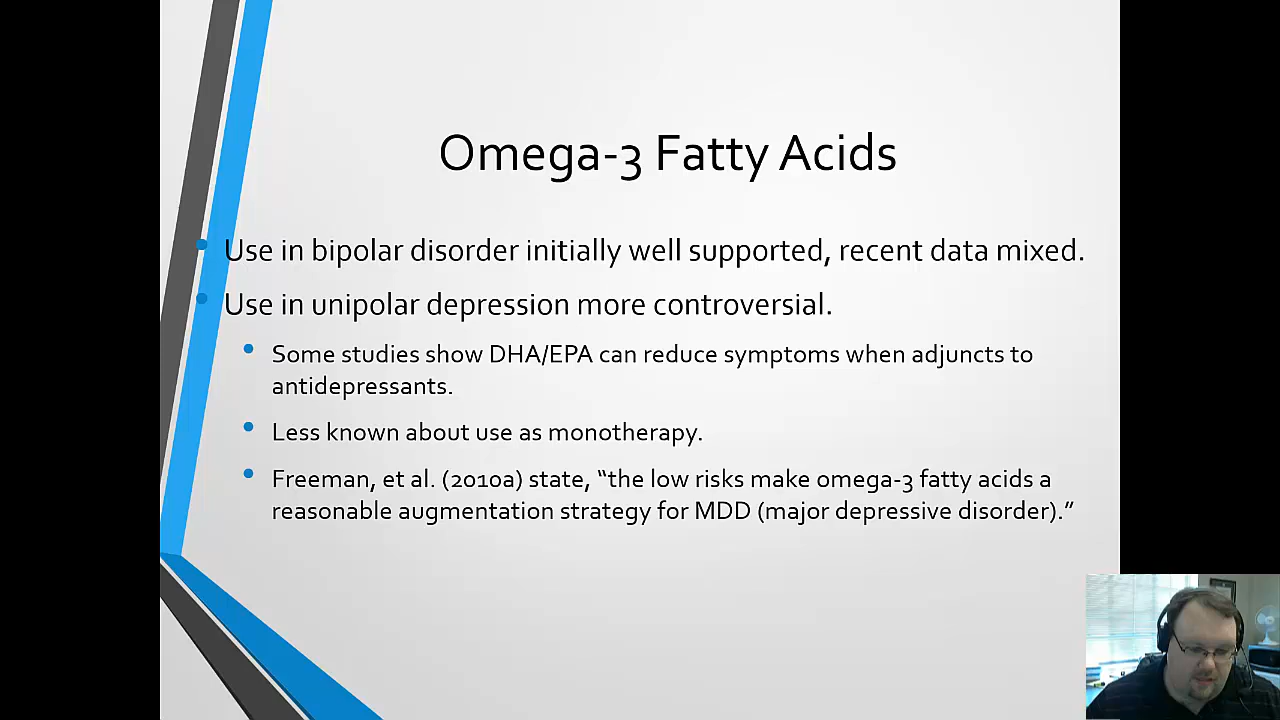 Omega-3 Fatty Acids
Use in bipolar disorder initially well supported, recent data mixed.
Use in unipolar depression more controversial.
Some studies show DHA/EPA can reduce symptoms when adjuncts to
antidepressants.
Less known about use as monotherapy.
Freeman, et al. (2010a) state, “the low risks make omega-3 fatty acids a
reasonable augmentation strategy for MDD (major depressive disorder).”